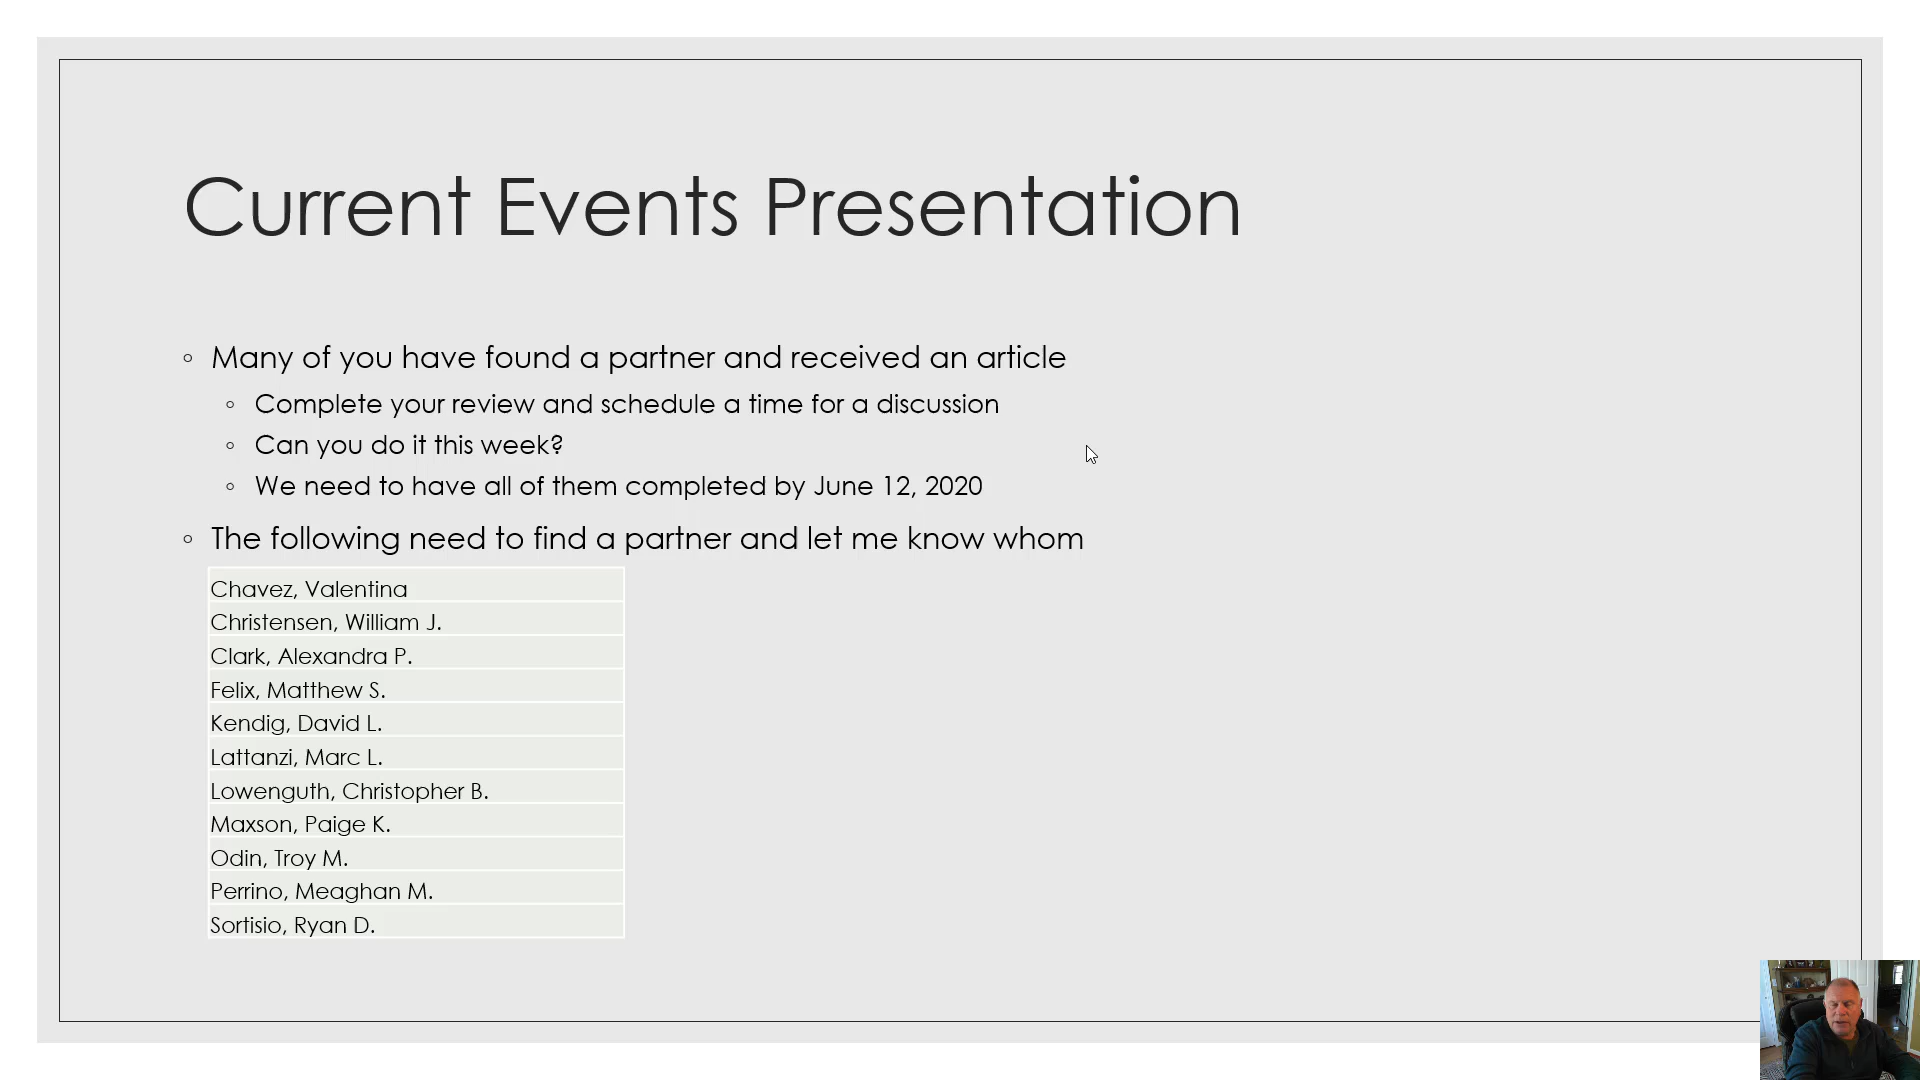 Current Events Presentation
Many of you have found a partner and received an article
Complete your review and schedule a time for a discussion
Can you do it this week?
We need to have all of them completed by June 12, 2020
The following need to find a partner and let me know whom
Chavez, Valentina
Christensen, William J.
Clark, Alexandra P.
Felix, Matthew S.
Kendig, David L.
Lattanzi, Marc L.
Lowenguth, Christopher B.
Maxson, Paige K.
Odin, Troy M.
Perrino, Meaghan M.
Sortisio, Ryan D.